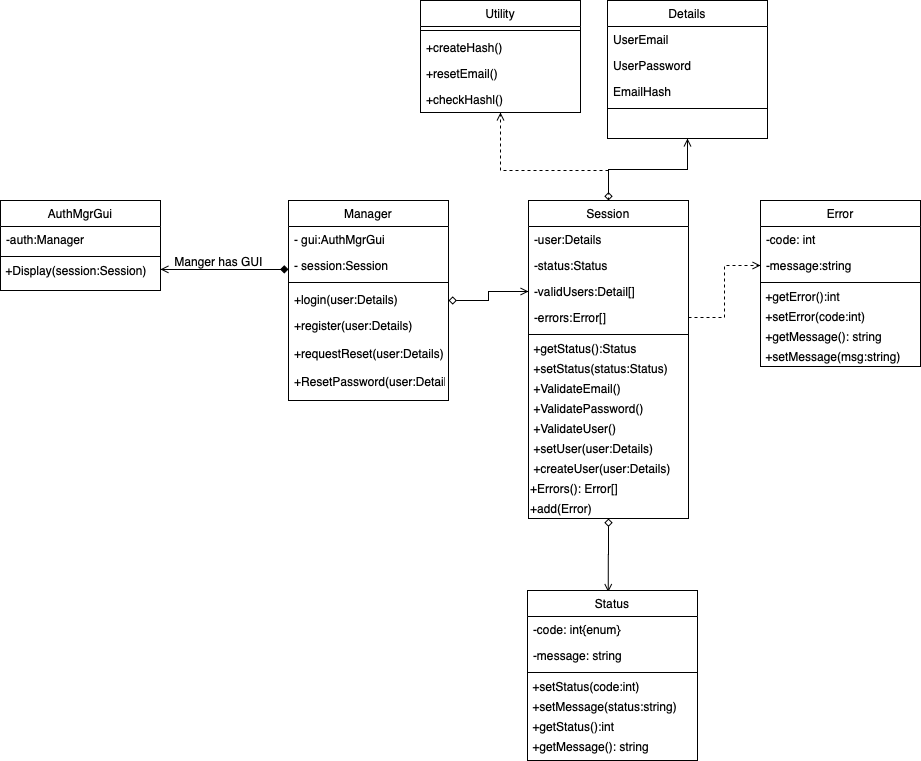 Utility
+createHash()
+resetEmail()
+checkHashl()
Details
UserEmail
UserPassword
EmailHash
AuthMgrGui
-auth:Manager
+Display(session:Session)
Manger has GUI
Manager
- gui:AuthMgrGui
- session:Session
+login(user:Details)
+register(user:Details)
+requestReset(user:Details)
+ResetPassword(user:Detail
Session
-user:Details
-status:Status
-validUsers:Detail[]
-errors:Error[]
+getStatus():Status
+setStatus(status:Status)
+ValidateEmail()
+ValidatePassword()
+ValidateUser()
+setUser(user:Details)
+createUser(user:Details)
+Errors(): Error[]
+add(Error)
Error
-code: int
-message:string
+getError():int
+setError(code:int)
+getMessage(): string
+setMessage(msg:string)
Status
-code: int{enum}
-message: string
+setStatus(code:int)
+setMessage(status:string)
+getStatus():int
+getMessage(): string